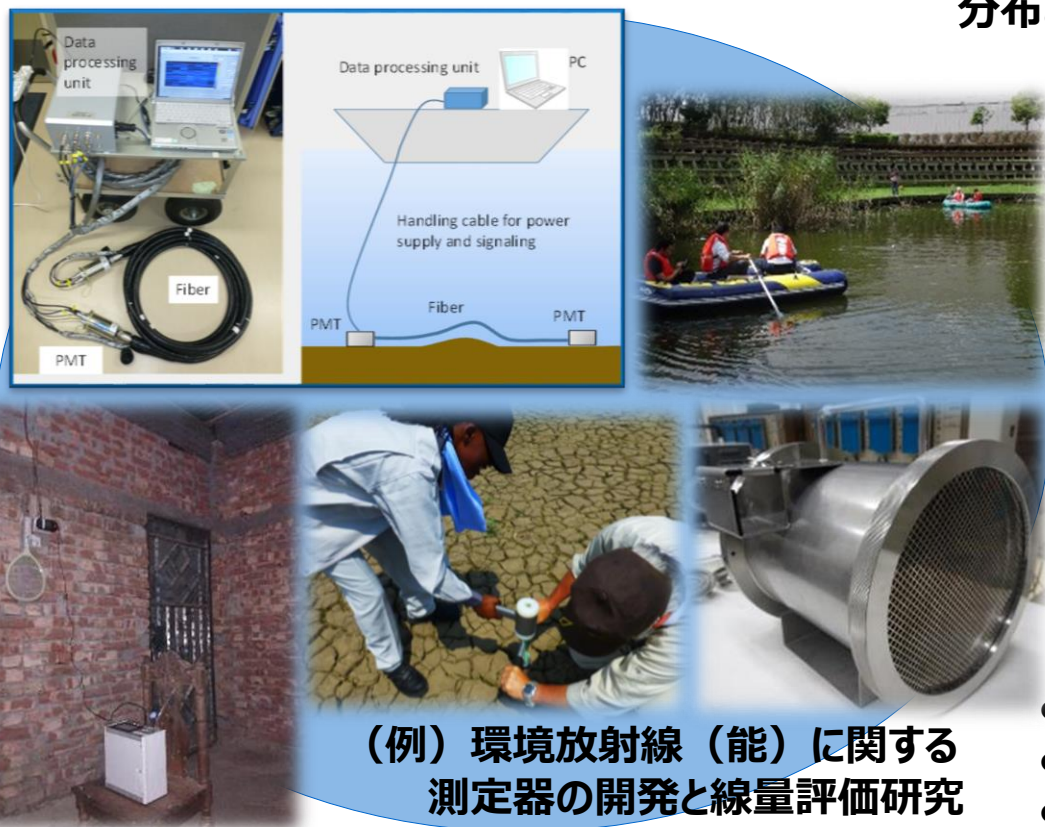 分布
Data
processing
unit
Fiber
PMT
Data processing unit
PC
Handling cable for power
supply and signaling
Fiber
PMT
PMT
（例）環境放射線（能）に関する
測定器の開発と線量評価研究